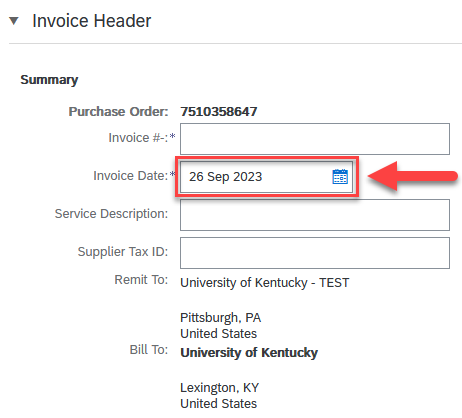 Invoice Header
Summary
Purchase Order: 7510358647
Invoice #-:*
Invoice Date:* 26 Sep 2023
Service Description:
Supplier Tax ID:
Remit To: University of Kentucky - TEST
Pittsburgh, PA
United States
Bill To: University of Kentucky
Lexington, KY
United States